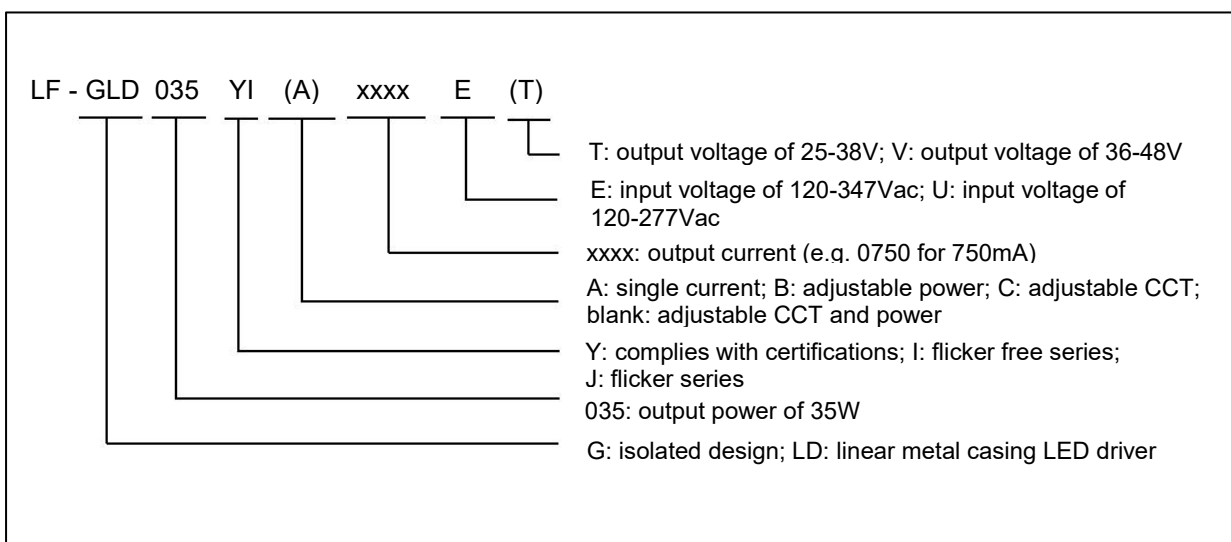 LF - GLD 035 YI (A) xxxx E (T)
T: output voltage of 25-38V; V: output voltage of 36-48V
E: input voltage of 120-347Vac; U: input voltage of
120-277Vac
xxxx: output current (e.g. 0750 for 750mA)
A: single current; B: adjustable power; C: adjustable CCT;
blank: adjustable CCT and power
Y: complies with certifications; I: flicker free series;
J: flicker series
035: output power of 35W
G: isolated design; LD: linear metal casing LED driver